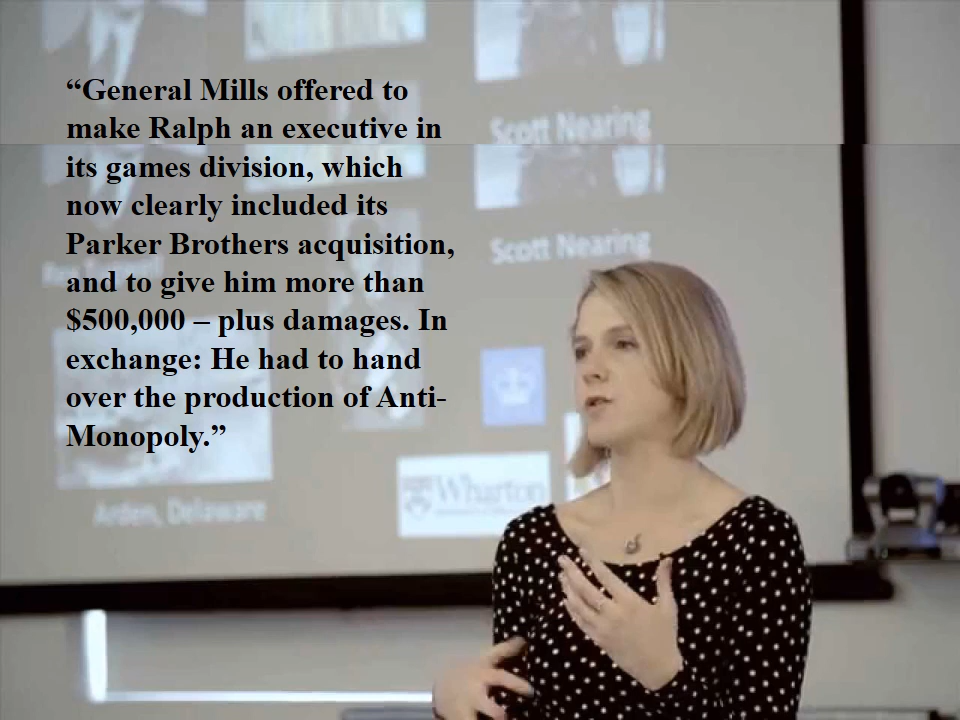 “General Mills offered to
make Ralph an executive in
its games division, which
now clearly included its
Parker Brothers acquisition,
and to give him more than
$500,000 – plus damages. In
exchange: He had to hand
over the production of Anti-
Monopoly.”
Scott Nearing
Scott Nearing
Arden, Delaware
Wharton